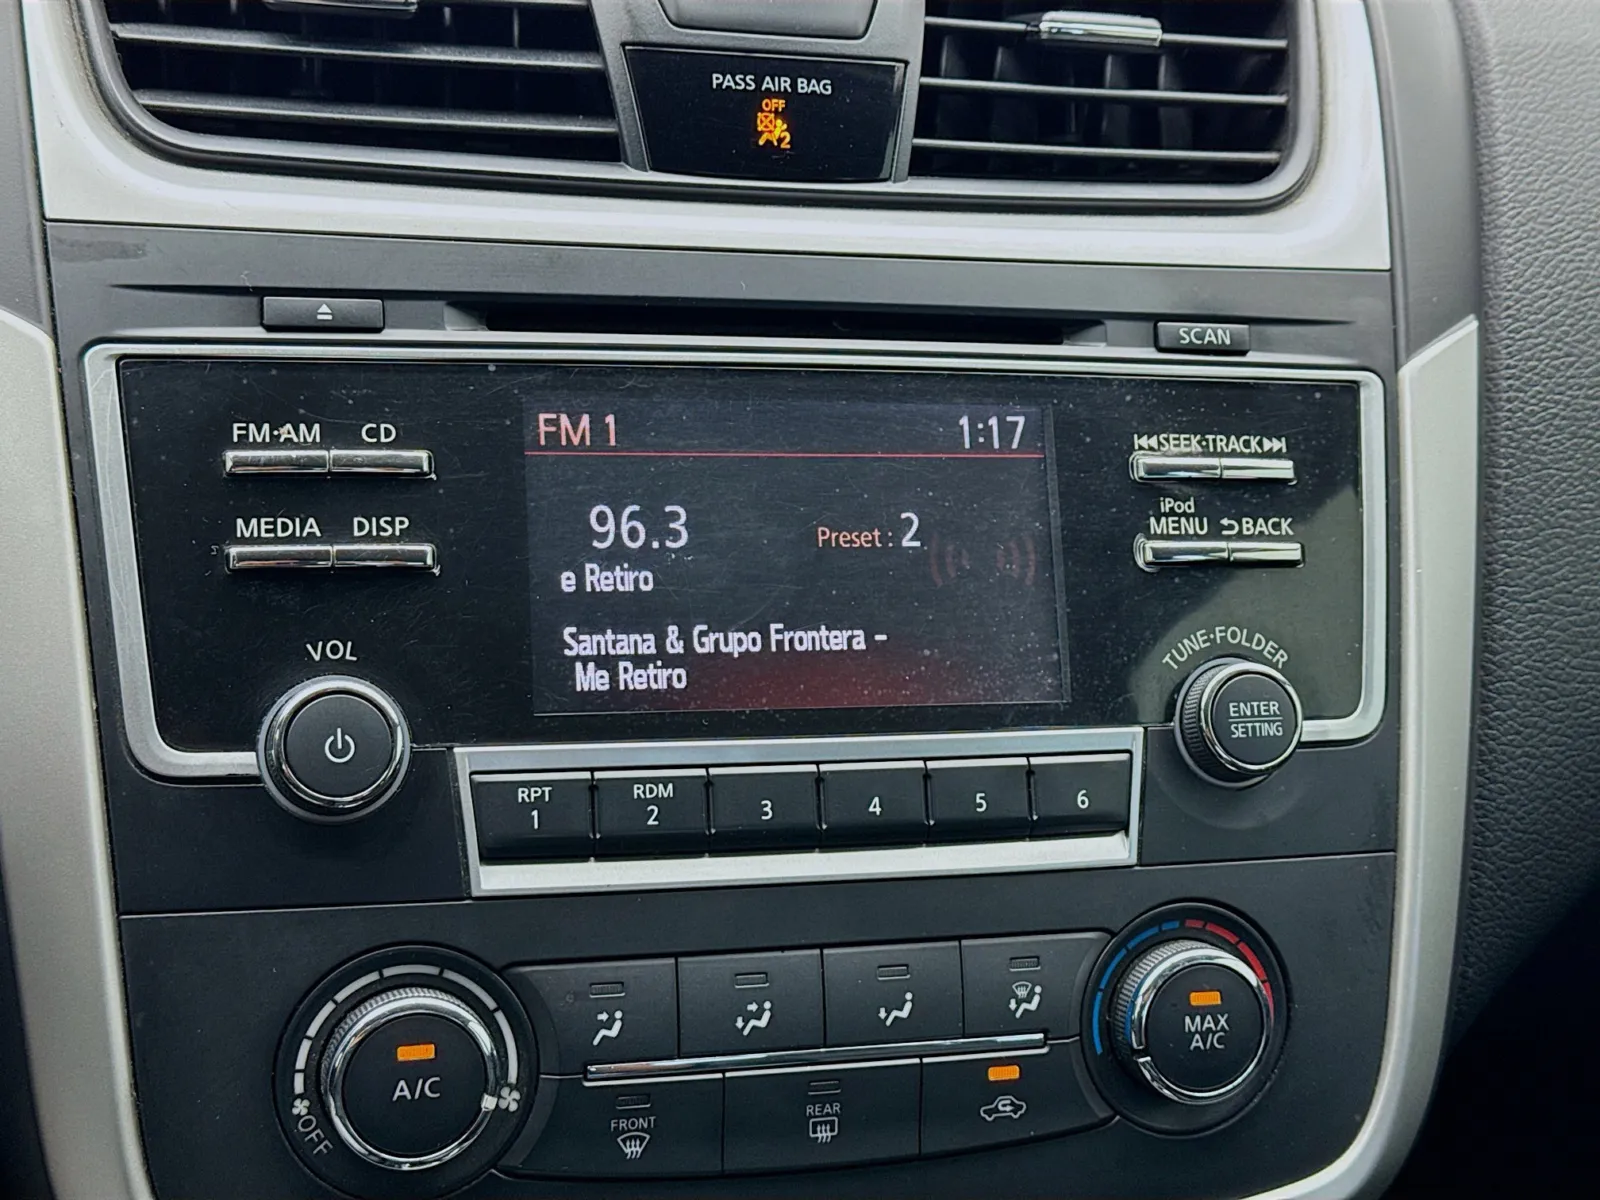 PASS AIR BAG
OFF
2
SCAN
FM·AM CD
MEDIA DISP
VOL
FM 1 1:17
96.3 Preset : 2
e Retiro
Santana & Grupo Frontera -
Me Retiro
SEEK·TRACK
iPod
MENU BACK
TUNE·FOLDER
ENTER
SETTING
RPT
1
RDM
2
3
4
5
6
A/C
OFF
FRONT
REAR
MAX
A/C